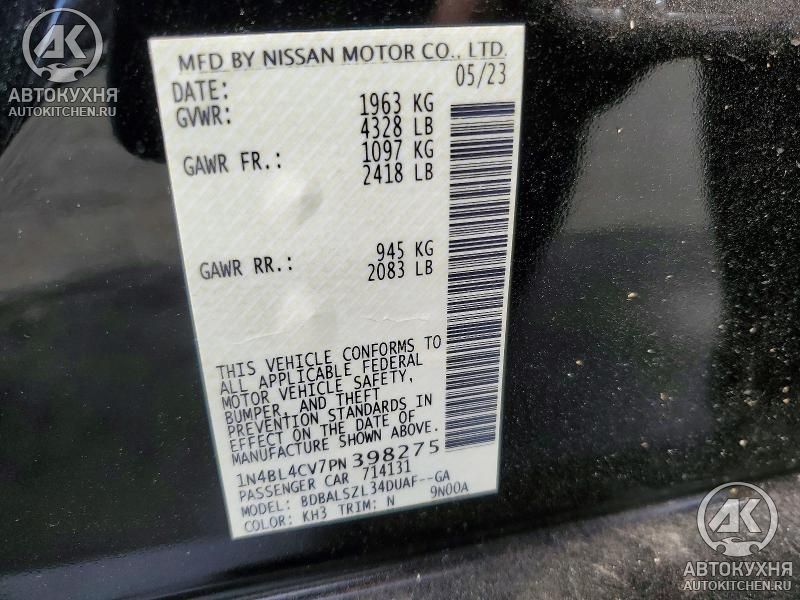 АК
АВТОКУХНЯ
AUTOKITCHEN.RU
MFD BY NISSAN MOTOR CO., LTD.
DATE: 05/23
GVWR: 1963 KG
4328 LB
GAWR FR.: 1097 KG
2418 LB
GAWR RR.: 945 KG
2083 LB
THIS VEHICLE CONFORMS TO
ALL APPLICABLE FEDERAL
MOTOR VEHICLE SAFETY,
BUMPER, AND THEFT
PREVENTION STANDARDS IN
EFFECT ON THE DATE OF
MANUFACTURE SHOWN ABOVE.
1N4BL4CV7PN398275
PASSENGER CAR 714131
MODEL: BDBALSZL34DUAF--GA
COLOR: KH3 TRIM: N 9N00A
АК
АВТОКУХНЯ
AUTOKITCHEN.RU